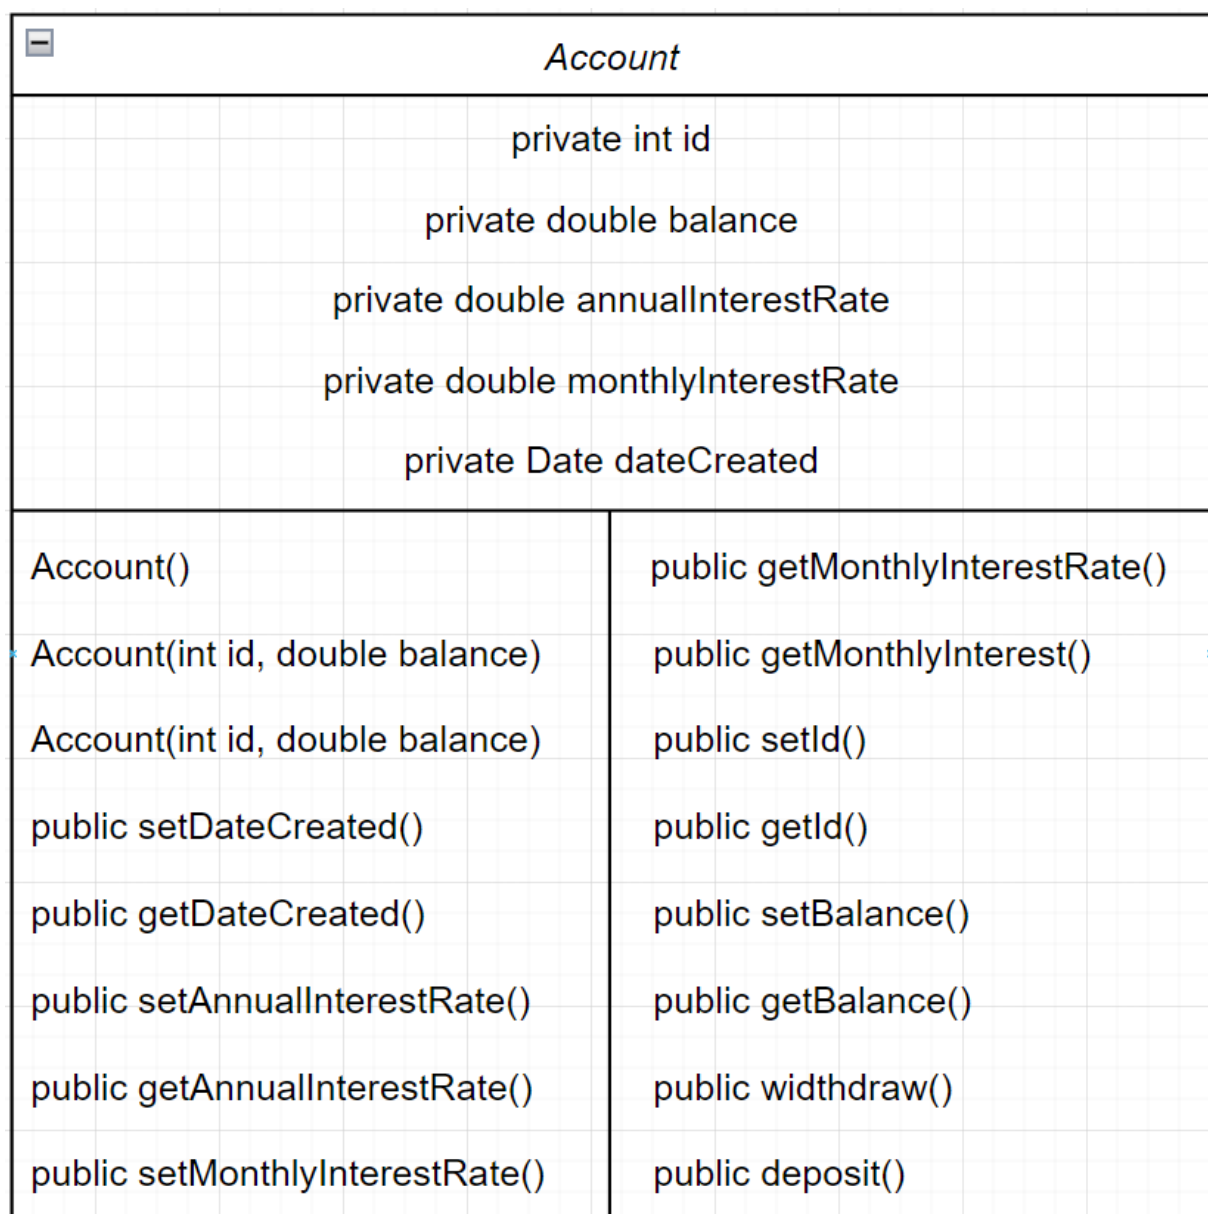 Account
private int id
private double balance
private double annualInterestRate
private double monthlyInterestRate
private Date dateCreated
Account()
Account(int id, double balance)
Account(int id, double balance)
public setDateCreated()
public getDateCreated()
public setAnnualInterestRate()
public getAnnualInterestRate()
public setMonthlyInterestRate()
public getMonthlyInterestRate()
public getMonthlyInterest()
public setId()
public getId()
public setBalance()
public getBalance()
public widthdraw()
public deposit()